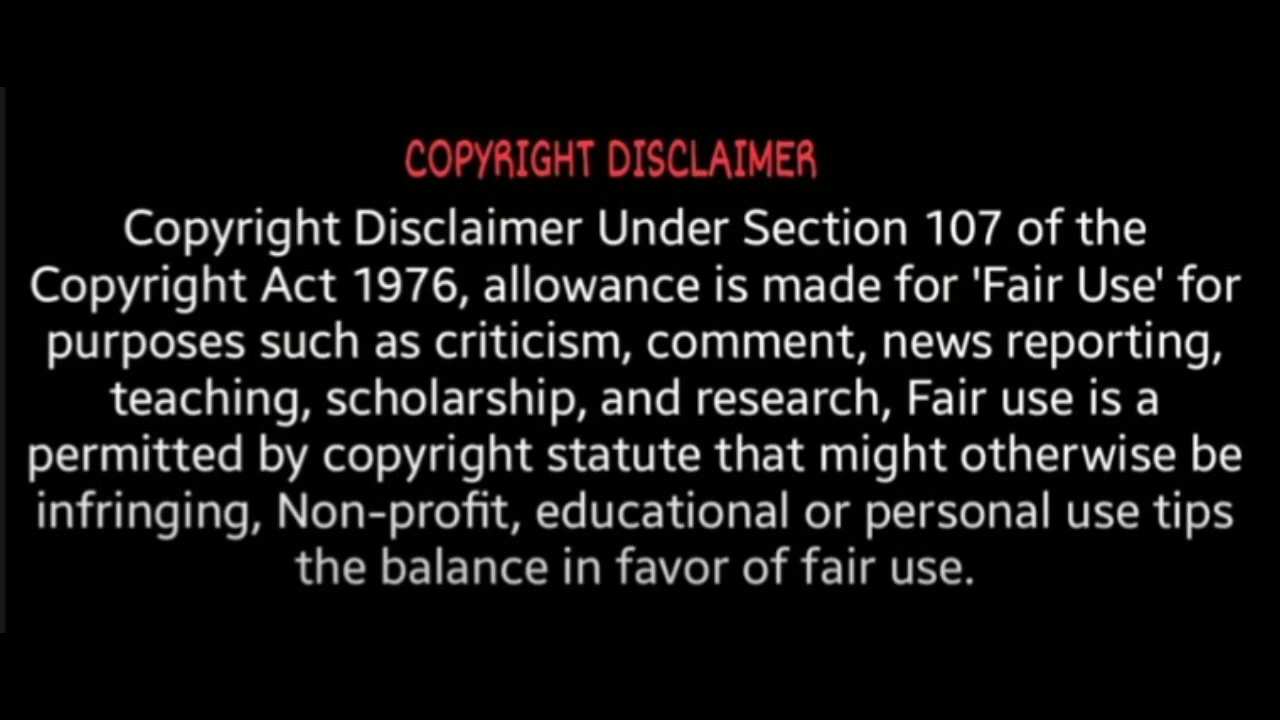 COPYRIGHT DISCLAIMER
Copyright Disclaimer Under Section 107 of the
Copyright Act 1976, allowance is made for 'Fair Use' for
purposes such as criticism, comment, news reporting,
teaching, scholarship, and research, Fair use is a
permitted by copyright statute that might otherwise be
infringing, Non-profit, educational or personal use tips
the balance in favor of fair use.